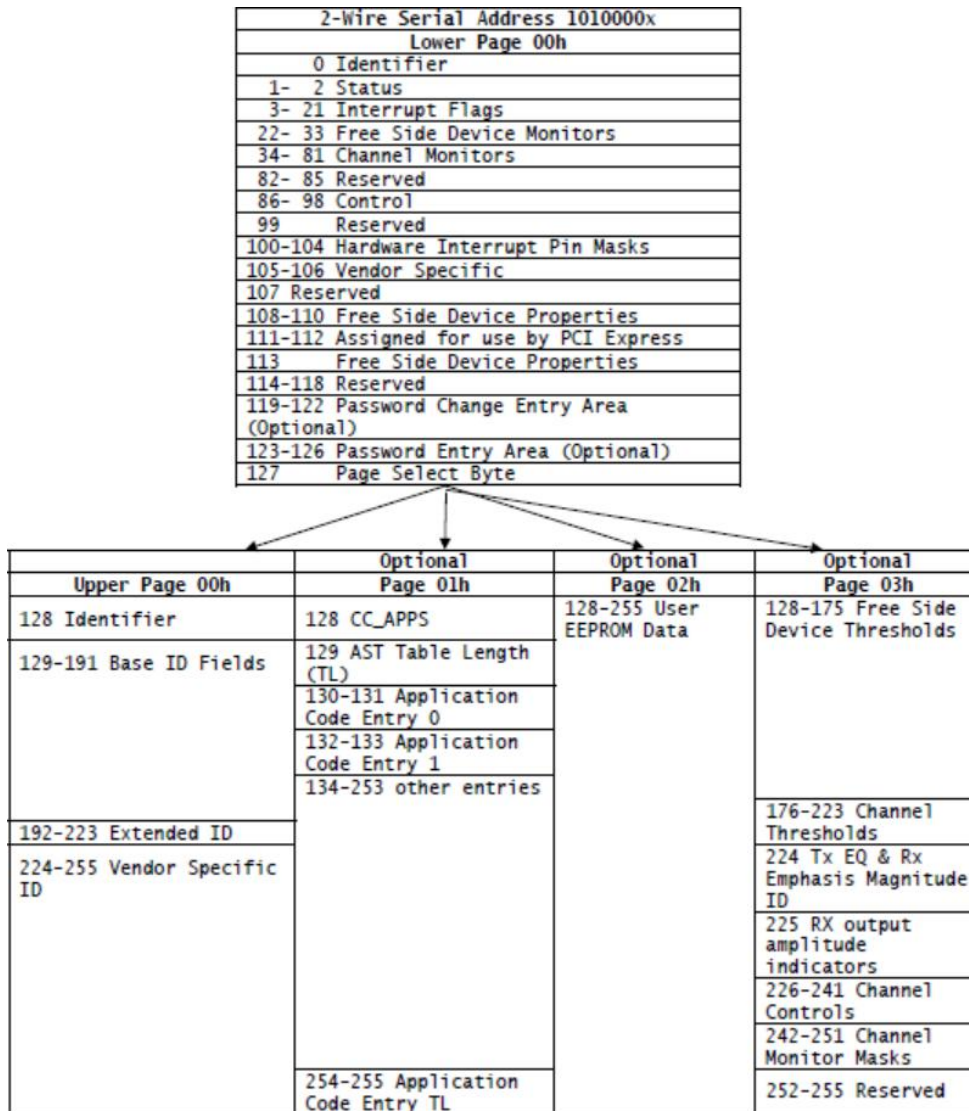 2-Wire Serial Address 1010000x
Lower Page 00h
0 Identifier
1- 2 Status
3- 21 Interrupt Flags
22- 33 Free Side Device Monitors
34- 81 Channel Monitors
82- 85 Reserved
86- 98 Control
99 Reserved
100-104 Hardware Interrupt Pin Masks
105-106 Vendor Specific
107 Reserved
108-110 Free Side Device Properties
111-112 Assigned for use by PCI Express
113 Free Side Device Properties
114-118 Reserved
119-122 Password Change Entry Area
(Optional)
123-126 Password Entry Area (Optional)
127 Page Select Byte
Upper Page 00h
128 Identifier
129-191 Base ID Fields
192-223 Extended ID
224-255 Vendor Specific
ID
Optional
Page 01h
128 CC_APPS
129 AST Table Length
(TL)
130-131 Application
Code Entry 0
132-133 Application
Code Entry 1
134-253 other entries
254-255 Application
Code Entry TL
Optional
Page 02h
128-255 User
EEPROM Data
Optional
Page 03h
128-175 Free Side
Device Thresholds
176-223 Channel
Thresholds
224 Tx EQ & Rx
Emphasis Magnitude
ID
225 RX output
amplitude
indicators
226-241 Channel
Controls
242-251 Channel
Monitor Masks
252-255 Reserved